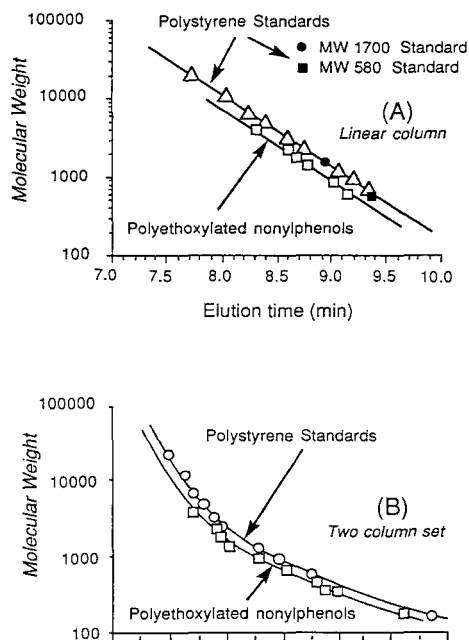 Polystyrene Standards
● MW 1700 Standard
■ MW 580 Standard
(A)
Linear column
Polyethoxylated nonylphenols
Molecular Weight
100000
10000
1000
100
7.0 7.5 8.0 8.5 9.0 9.5 10.0
Elution time (min)
Polystyrene Standards
(B)
Two column set
Polyethoxylated nonylphenols
Molecular Weight
100000
10000
1000
100